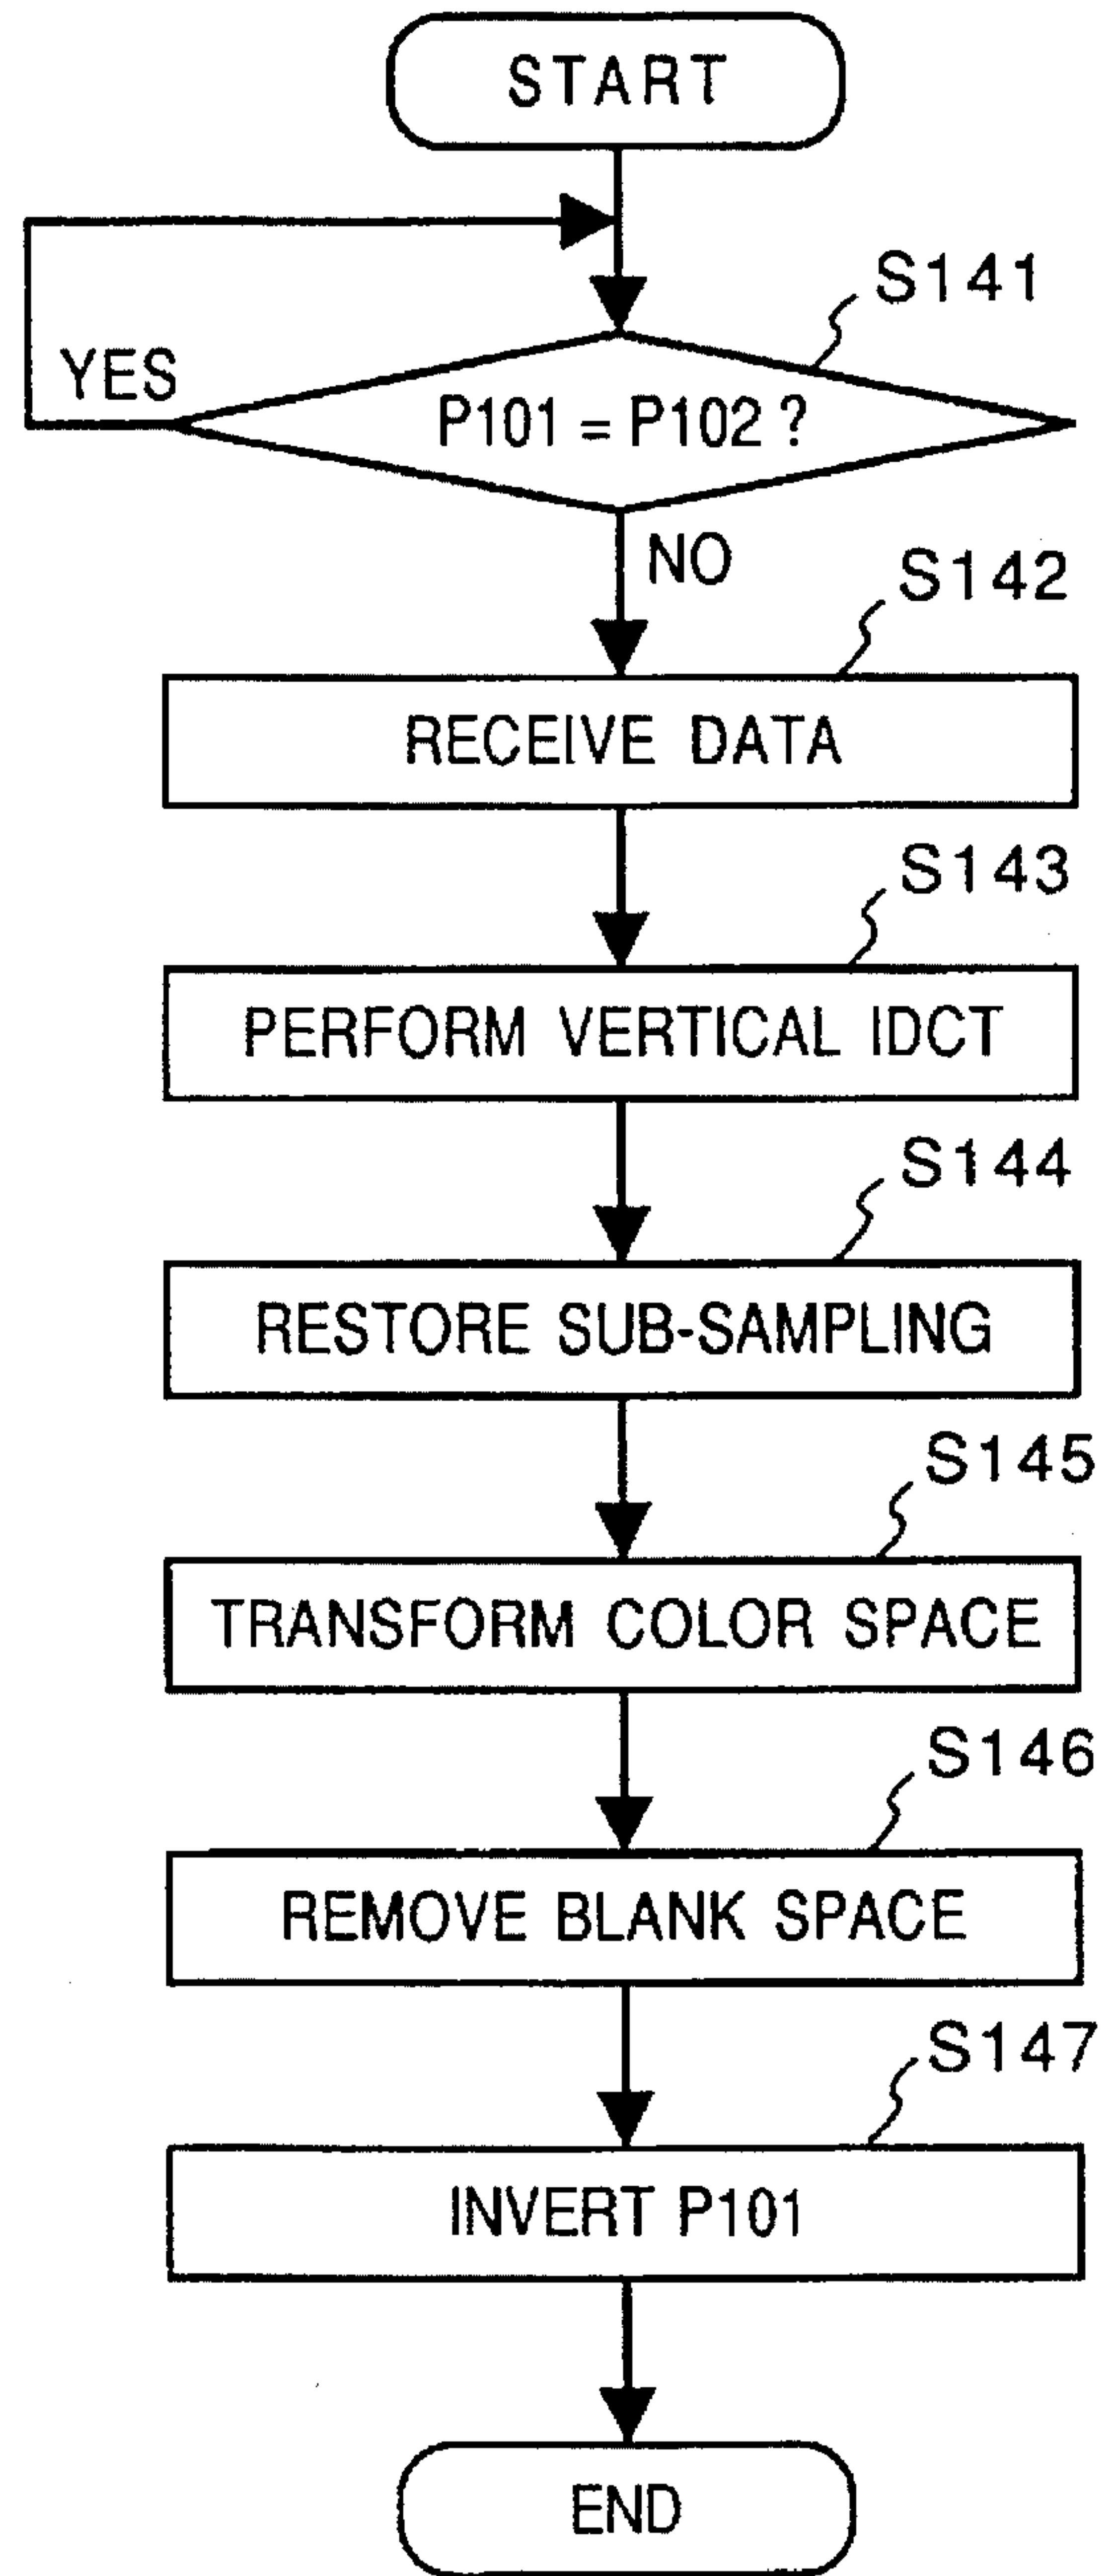 START
S141
YES
P101 = P102 ?
NO
S142
RECEIVE DATA
S143
PERFORM VERTICAL IDCT
S144
RESTORE SUB-SAMPLING
S145
TRANSFORM COLOR SPACE
S146
REMOVE BLANK SPACE
S147
INVERT P101
END